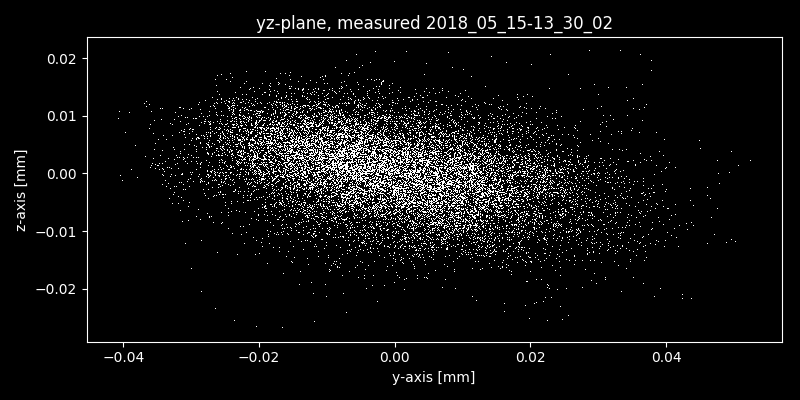 yz-plane, measured 2018_05_15-13_30_02
0.02
0.01
0.00
−0.01
−0.02
z-axis [mm]
−0.04 −0.02 0.00 0.02 0.04
y-axis [mm]